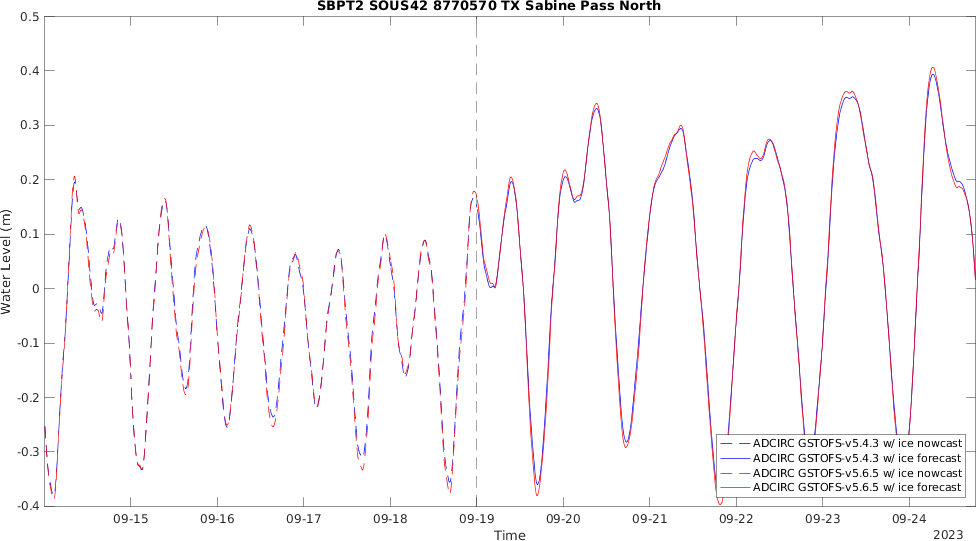 SBPT2 SOUS42 8770570 TX Sabine Pass North
0.5
0.4
0.3
0.2
0.1
0
-0.1
-0.2
-0.3
-0.4
Water Level (m)
ADCIRC GSTOFS-v5.4.3 w/ ice nowcast
ADCIRC GSTOFS-v5.4.3 w/ ice forecast
ADCIRC GSTOFS-v5.6.5 w/ ice nowcast
ADCIRC GSTOFS-v5.6.5 w/ ice forecast
09-15 09-16 09-17 09-18 09-19 09-20 09-21 09-22 09-23 09-24
Time
2023